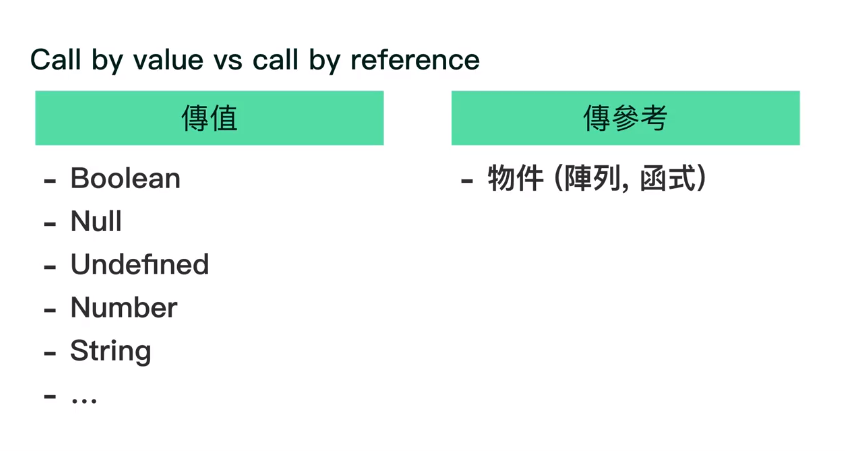 Call by value vs call by reference
傳值
- Boolean
- Null
- Undefined
- Number
- String
- ...
傳參考
- 物件 (陣列, 函式)